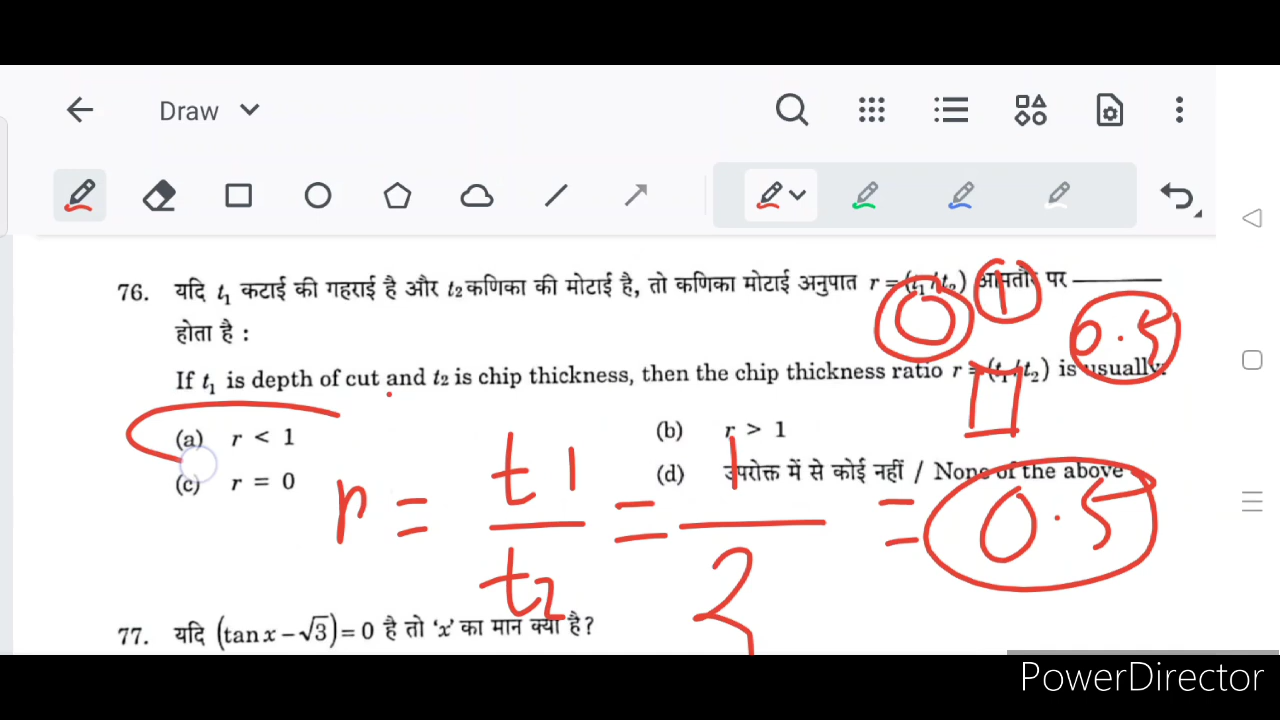 Draw
76. यदि t₁ कटाई की गहराई है और t₂ कणिका की मोटाई है, तो कणिका मोटाई अनुपात r = (t₁/t₂) आमतौर पर ________
0 1 0.5
होता है :
If t₁ is depth of cut and t₂ is chip thickness, then the chip thickness ratio r = (t₁/t₂) is usually:
(a) r < 1 (b) r > 1
(c) r = 0 (d) उपरोक्त में से कोई नहीं / None of the above
r = t1/t2 = 1/2 = 0.5
77. यदि (tan x – √3) = 0 है तो 'x' का मान क्या है?
PowerDirector